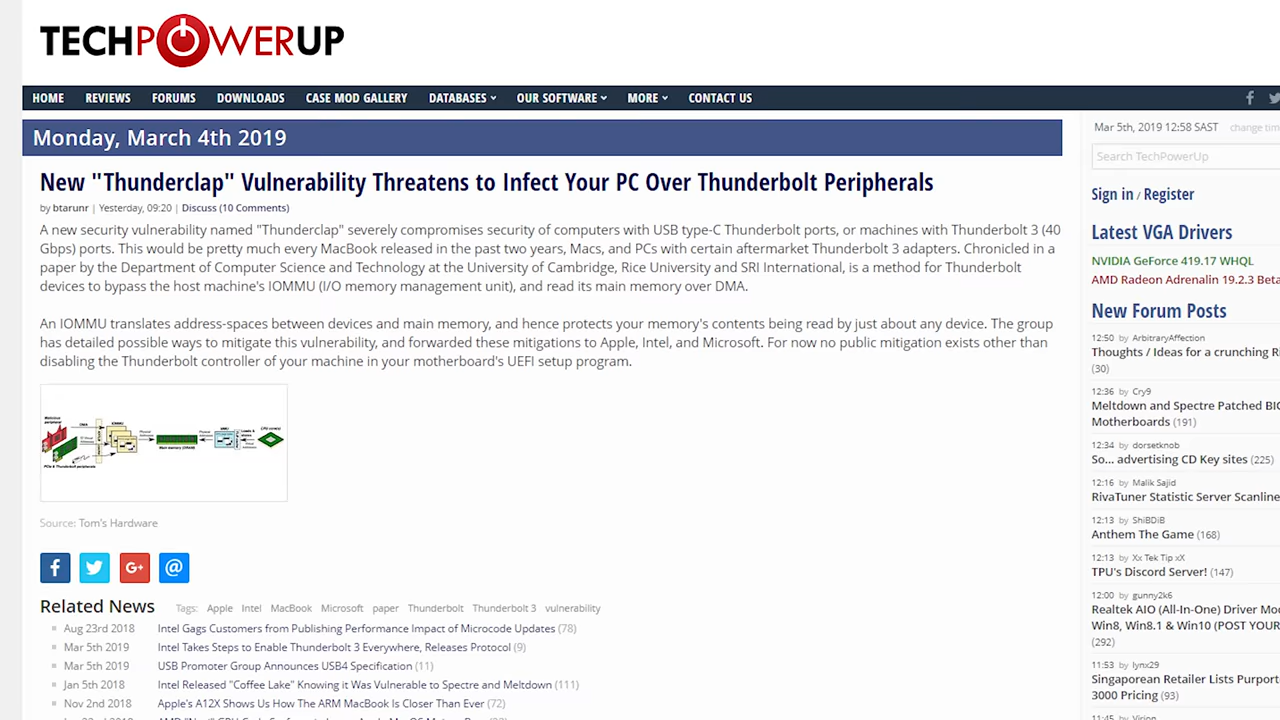 TECHPOWERUP
HOME REVIEWS FORUMS DOWNLOADS CASE MOD GALLERY DATABASES OUR SOFTWARE MORE CONTACT US
Monday, March 4th 2019
New "Thunderclap" Vulnerability Threatens to Infect Your PC Over Thunderbolt Peripherals
by btarunr | Yesterday, 09:20 | Discuss (10 Comments)
A new security vulnerability named "Thunderclap" severely compromises security of computers with USB type-C Thunderbolt ports, or machines with Thunderbolt 3 (40
Gbps) ports. This would be pretty much every MacBook released in the past two years, Macs, and PCs with certain aftermarket Thunderbolt 3 adapters. Chronicled in a
paper by the Department of Computer Science and Technology at the University of Cambridge, Rice University and SRI International, is a method for Thunderbolt
devices to bypass the host machine's IOMMU (I/O memory management unit), and read its main memory over DMA.
An IOMMU translates address-spaces between devices and main memory, and hence protects your memory's contents being read by just about any device. The group
has detailed possible ways to mitigate this vulnerability, and forwarded these mitigations to Apple, Intel, and Microsoft. For now no public mitigation exists other than
disabling the Thunderbolt controller of your machine in your motherboard's UEFI setup program.
Source: Tom's Hardware
Related News Tags: Apple Intel MacBook Microsoft paper Thunderbolt Thunderbolt 3 vulnerability
Aug 23rd 2018 Intel Gags Customers from Publishing Performance Impact of Microcode Updates (78)
Mar 5th 2019 Intel Takes Steps to Enable Thunderbolt 3 Everywhere, Releases Protocol (9)
Mar 5th 2019 USB Promoter Group Announces USB4 Specification (11)
Jan 5th 2018 Intel Released "Coffee Lake" Knowing it Was Vulnerable to Spectre and Meltdown (111)
Nov 2nd 2018 Apple's A12X Shows Us How The ARM MacBook Is Closer Than Ever (72)
Mar 5th, 2019 12:58 SAST change tim
Search TechPowerUp
Sign in / Register
Latest VGA Drivers
NVIDIA GeForce 419.17 WHQL
AMD Radeon Adrenalin 19.2.3 Beta
New Forum Posts
12:50 by ArbitraryAffection
Thoughts / Ideas for a crunching Ri
(30)
12:36 by Cry9
Meltdown and Spectre Patched BIO
Motherboards (191)
12:34 by dorsetknob
So... advertising CD Key sites (225)
12:16 by Malik Sajid
RivaTuner Statistic Server Scanline
12:13 by ShiBDiB
Anthem The Game (168)
12:13 by Xx Tek Tip xX
TPU's Discord Server! (147)
12:00 by gunny2k6
Realtek AIO (All-In-One) Driver Mod
Win8, Win8.1 & Win10 (POST YOUR
(292)
11:53 by lynx29
Singaporean Retailer Lists Purporte
3000 Pricing (93)